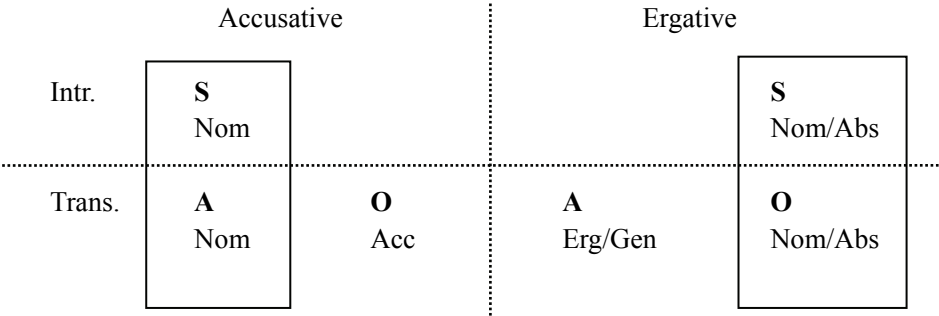 Accusative Ergative
Intr. S S
Nom Nom/Abs
Trans. A O A O
Nom Acc Erg/Gen Nom/Abs